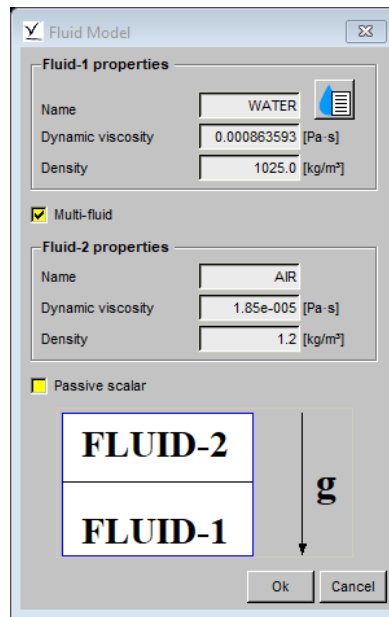 Fluid Model
Fluid-1 properties
Name WATER
Dynamic viscosity 0.000863593 [Pa·s]
Density 1025.0 [kg/m³]
Multi-fluid
Fluid-2 properties
Name AIR
Dynamic viscosity 1.85e-005 [Pa·s]
Density 1.2 [kg/m³]
Passive scalar
FLUID-2
g
FLUID-1
Ok Cancel